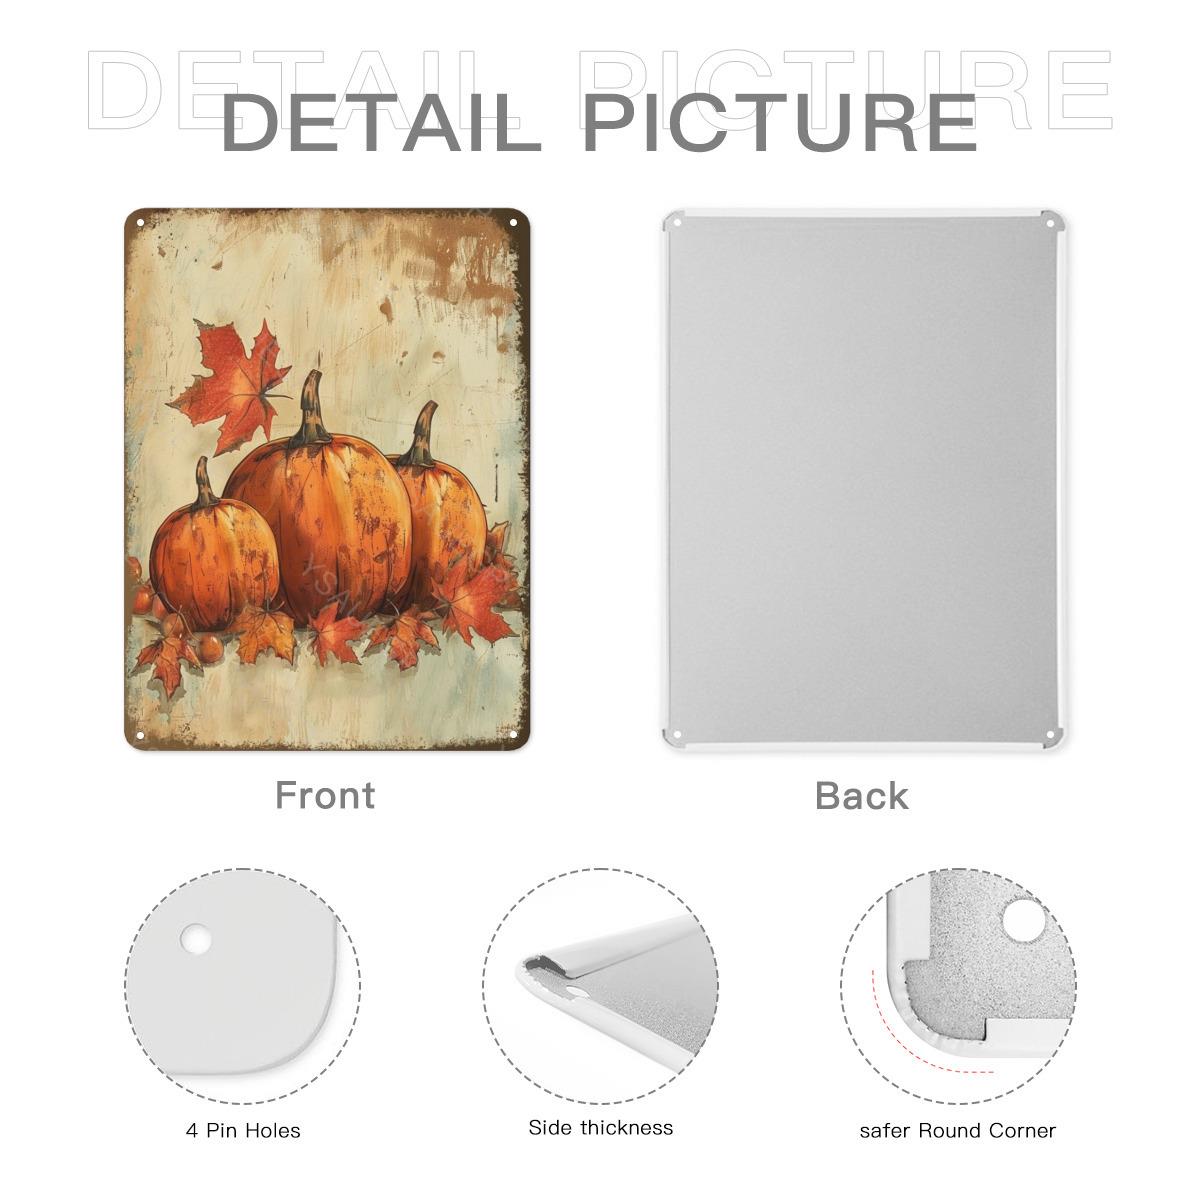 DETAIL PICTURE
DETAIL PICTURE
Front
Back
4 Pin Holes
Side thickness
safer Round Corner